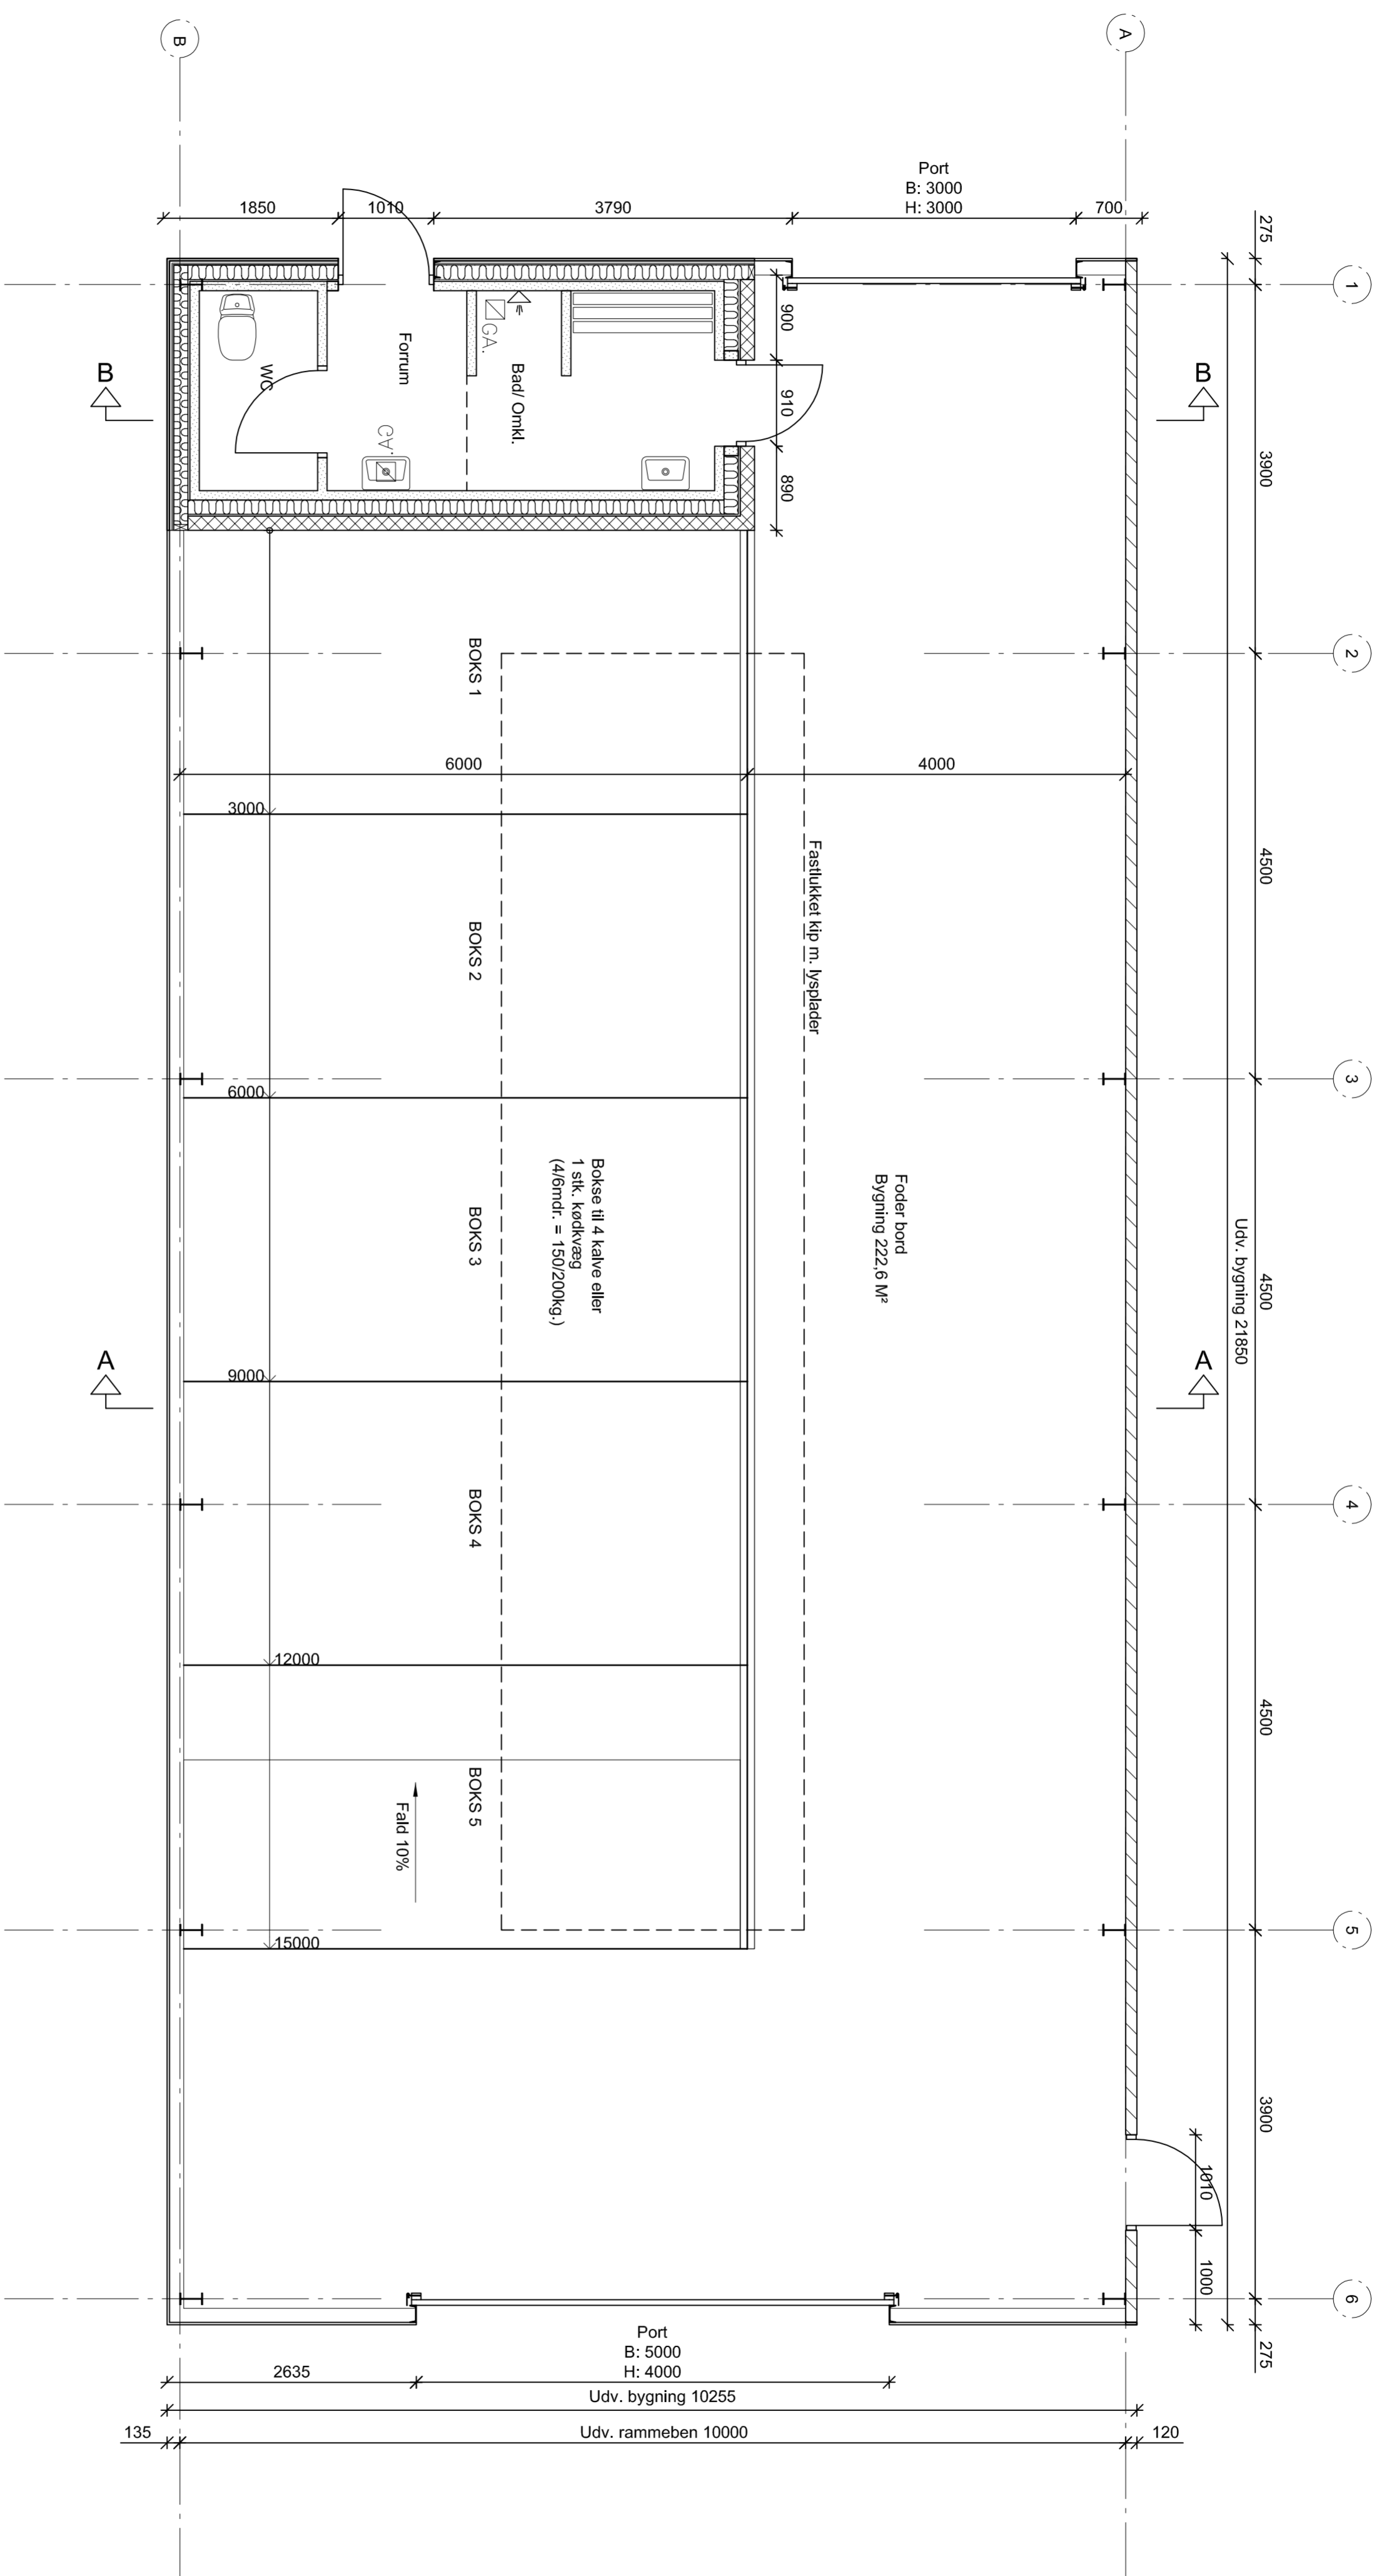 B
A
Port
B: 3000
H: 3000
1850
1010
3790
700
275
1
900
GA.
Forrum
Bad/ Omkl.
WC
B
B
910
GA.
3900
890
BOKS 1
2
6000
4000
3000
Fastlukket kip m. lysplader
4500
BOKS 2
3
6000
Bokse til 4 kalve eller
1 stk. kødkvæg
(4/6mdr. = 150/200kg.)
Foder bord
Bygning 222,6 M²
BOKS 3
Udv. bygning 21850
4500
A
A
9000
BOKS 4
4
12000
4500
BOKS 5
Fald 10%
5
15000
3900
1010
1000
6
275
Port
B: 5000
H: 4000
2635
Udv. bygning 10255
135
Udv. rammeben 10000
120